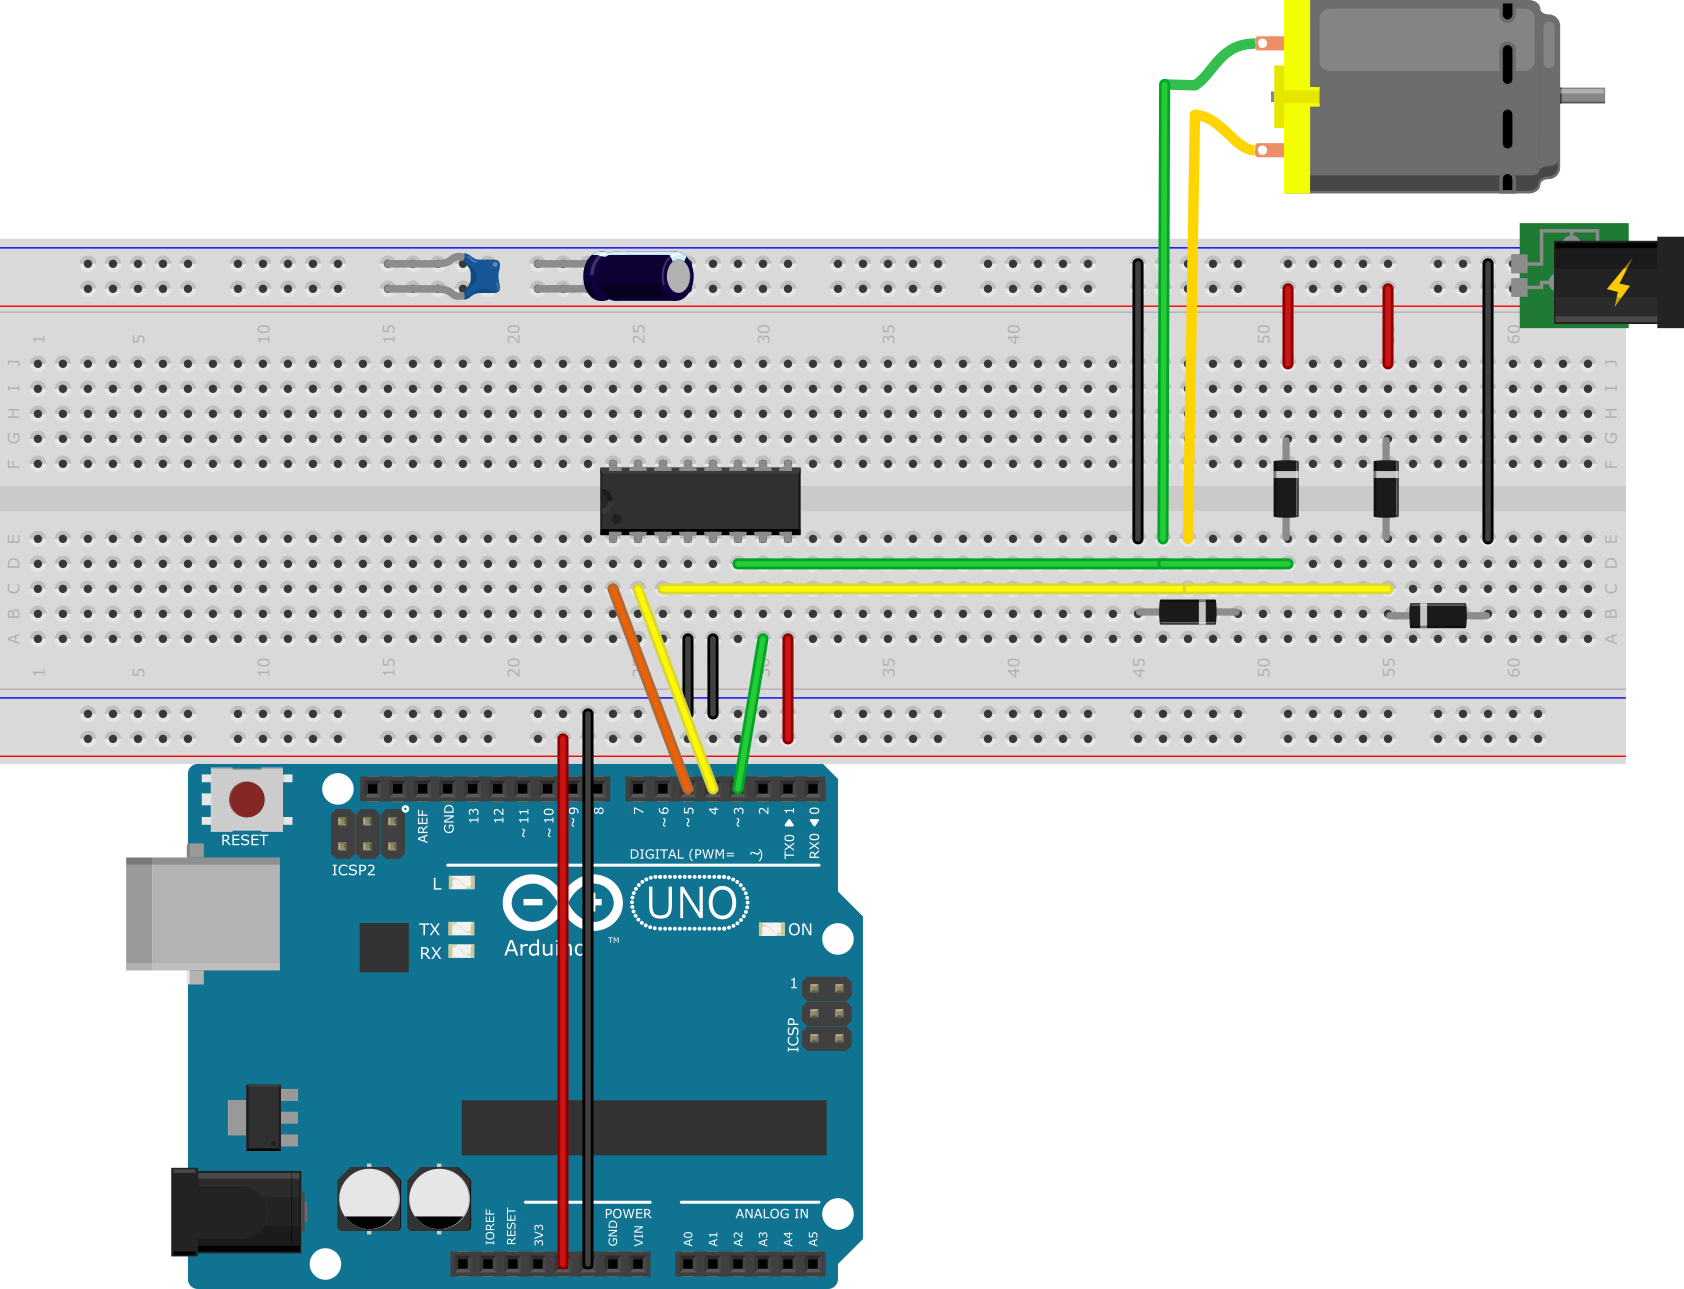 1 5 10 15 20 25 30 35 40 50 60
J J
I I
H H
G G
F F
E E
D D
C C
B B
A A
1 5 10 15 20 30 35 40 45 50 55 60
RESET
ICSP2
AREF
GND
13
12
~11
~10
~9
8
7
~6
~5
4
~3
2
TX0 ▶ 1
RX0 ◀ 0
DIGITAL (PWM= ~)
L
TX
RX
UNO
Arduino
TM
ON
1
ICSP
IOREF
RESET
3V3
GND
VIN
POWER
ANALOG IN
A0
A1
A2
A3
A4
A5